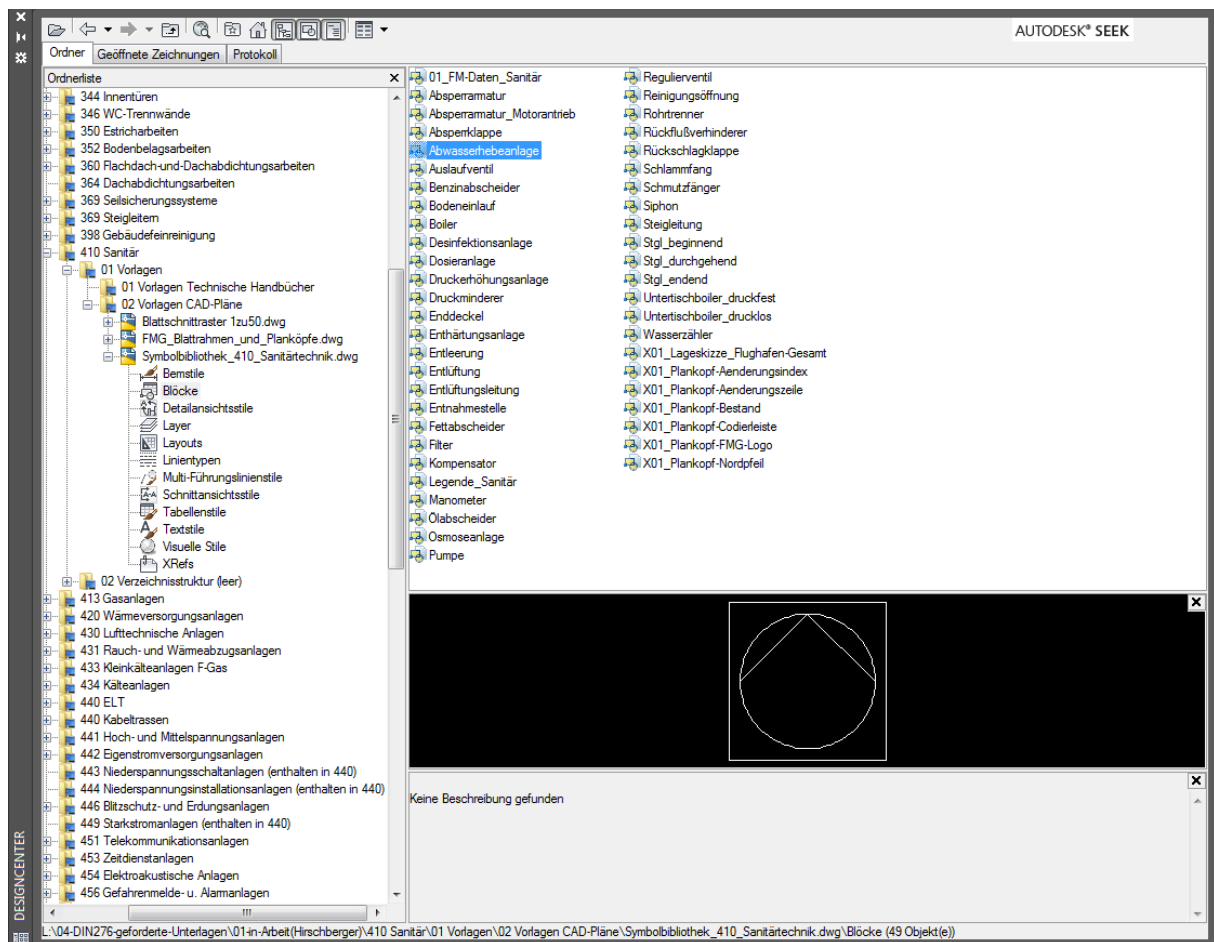 AUTODESK® SEEK
Ordner
Geöffnete Zeichnungen
Protokoll
Ordnerliste
344 Innentüren
346 WC-Trennwände
350 Estricharbeiten
352 Bodenbelagsarbeiten
360 Flachdach-und-Dachabdichtungsarbeiten
364 Dachabdichtungsarbeiten
369 Seilsicherungssysteme
369 Steigleitern
398 Gebäudefeinreinigung
410 Sanitär
01 Vorlagen
01 Vorlagen Technische Handbücher
02 Vorlagen CAD-Pläne
Blattschnittraster 1zu50.dwg
FMG_Blattrahmen_und_Planköpfe.dwg
Symbolbibliothek_410_Sanitärtechnik.dwg
Bemstile
Blöcke
Detailansichtsstile
Layer
Layouts
Linientypen
Multi-Führungslinienstile
Schnittansichtsstile
Tabellenstile
Textstile
Visuelle Stile
XRefs
02 Verzeichnisstruktur (leer)
413 Gasanlagen
420 Wärmeversorgungsanlagen
430 Lufttechnische Anlagen
431 Rauch- und Wärmeabzugsanlagen
433 Kleinkälteanlagen F-Gas
434 Kälteanlagen
440 ELT
440 Kabeltrassen
441 Hoch- und Mittelspannungsanlagen
442 Eigenstromversorgungsanlagen
443 Niederspannungsschaltanlagen (enthalten in 440)
444 Niederspannungsinstallationsanlagen (enthalten in 440)
446 Blitzschutz- und Erdungsanlagen
449 Starkstromanlagen (enthalten in 440)
451 Telekommunikationsanlagen
453 Zeitdienstanlagen
454 Elektroakustische Anlagen
456 Gefahrenmelde- u. Alarmanlagen
01_FM-Daten_Sanitär
Absperrarmatur
Absperrarmatur_Motorantrieb
Absperrklappe
Abwasserhebeanlage
Auslaufventil
Benzinabscheider
Bodeneinlauf
Boiler
Desinfektionsanlage
Dosieranlage
Druckerhöhungsanlage
Druckminderer
Enddeckel
Enthärtungsanlage
Entleerung
Entlüftung
Entlüftungsleitung
Entnahmestelle
Fettabscheider
Filter
Kompensator
Legende_Sanitär
Manometer
Ölabscheider
Osmoseanlage
Pumpe
Regulierventil
Reinigungsöffnung
Rohrtrenner
Rückflußverhinderer
Rückschlagklappe
Schlammfang
Schmutzfänger
Siphon
Steigleitung
Stgl_beginnend
Stgl_durchgehend
Stgl_endend
Untertischboiler_druckfest
Untertischboiler_drucklos
Wasserzähler
X01_Lageskizze_Flughafen-Gesamt
X01_Plankopf-Aenderungsindex
X01_Plankopf-Aenderungszeile
X01_Plankopf-Bestand
X01_Plankopf-Codierleiste
X01_Plankopf-FMG-Logo
X01_Plankopf-Nordpfeil
Keine Beschreibung gefunden
DESIGNCENTER
L:\04-DIN276-geforderte-Unterlagen\01-in-Arbeit(Hirschberger)\410 Sanitär\01 Vorlagen\02 Vorlagen CAD-Pläne\Symbolbibliothek_410_Sanitärtechnik.dwg\Blöcke (49 Objekt(e))